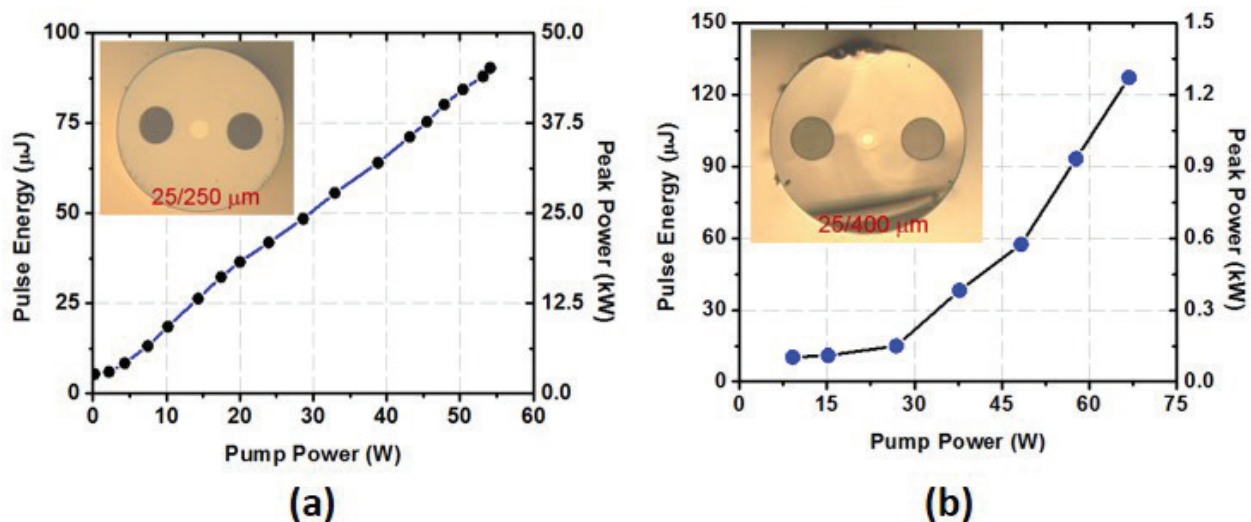 100
75
50
25
0
Pulse Energy (μJ)
25/250 μm
50.0
37.5
25.0
12.5
0.0
Peak Power (kW)
0 10 20 30 40 50 60
Pump Power (W)
(a)
150
120
90
60
30
0
Pulse Energy (μJ)
25/400 μm
1.5
1.2
0.9
0.6
0.3
0.0
Peak Power (kW)
0 15 30 45 60 75
Pump Power (W)
(b)